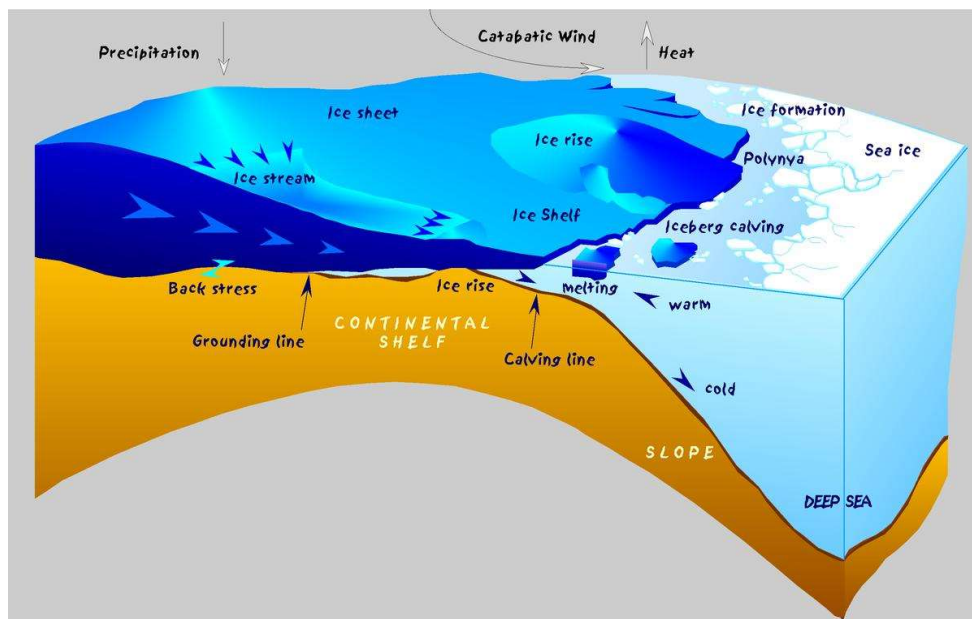 Catabatic Wind
Precipitation
Heat
Ice sheet
Ice formation
Ice rise
Sea ice
Polynya
Ice stream
Ice Shelf
Iceberg calving
Back stress
Ice rise
melting
warm
CONTINENTAL
SHELF
Grounding line
Calving line
cold
SLOPE
DEEP SEA